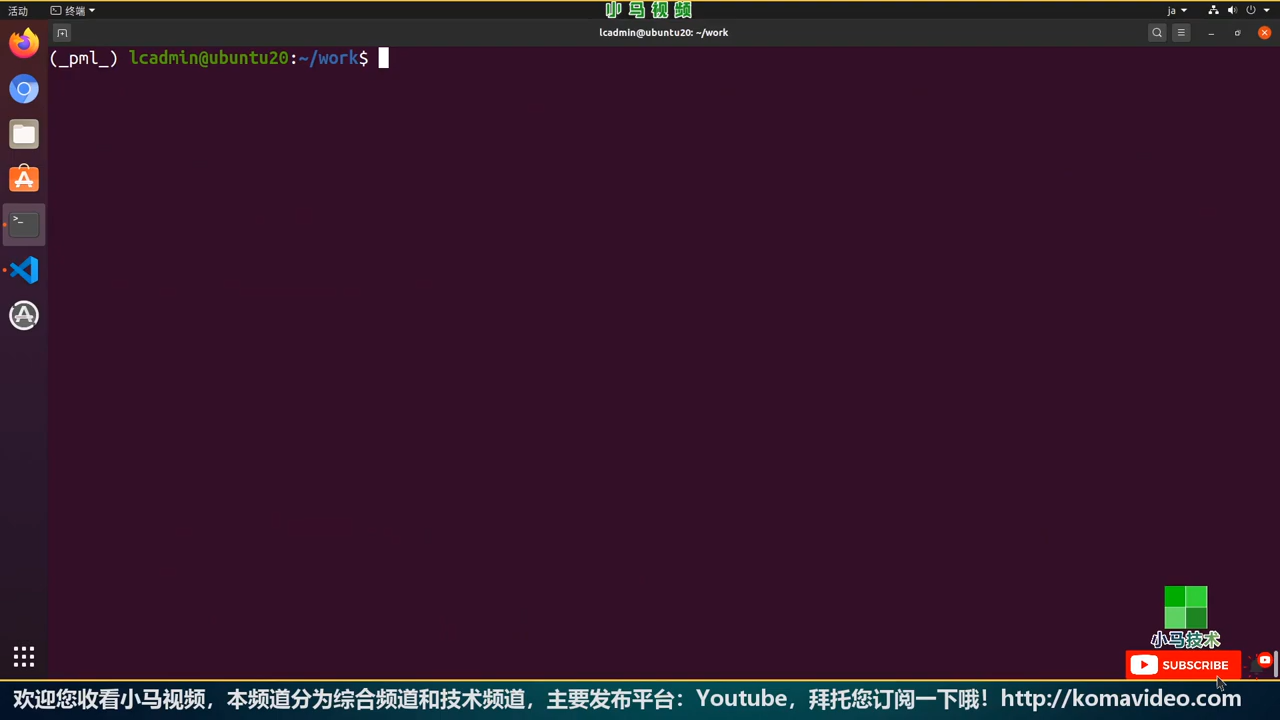 小马视频
活动 终端 ja
lcadmin@ubuntu20: ~/work
(_pml_) lcadmin@ubuntu20:~/work$
>_
小马技术
SUBSCRIBE
欢迎您收看小马视频，本频道分为综合频道和技术频道，主要发布平台：Youtube，拜托您订阅一下哦！http://komavideo.com